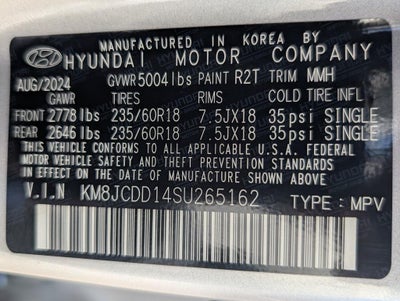 MANUFACTURED IN KOREA BY
HYUNDAI MOTOR COMPANY
AUG/2024 GVWR 5004 lbs PAINT R2T TRIM MMH
GAWR TIRES RIMS COLD TIRE INFL
FRONT 2778 lbs 235/60R18 7.5JX18 35psi SINGLE
REAR 2646 lbs 235/60R18 7.5JX18 35psi SINGLE
THIS VEHICLE CONFORMS TO ALL APPLICABLE U.S.A. FEDERAL
MOTOR VEHICLE SAFETY, BUMPER, AND THEFT PREVENTION
STANDARDS IN EFFECT ON THE DATE OF MANUFACTURE SHOWN ABOVE.
V.I.N KM8JCDD14SU265162 TYPE : MPV